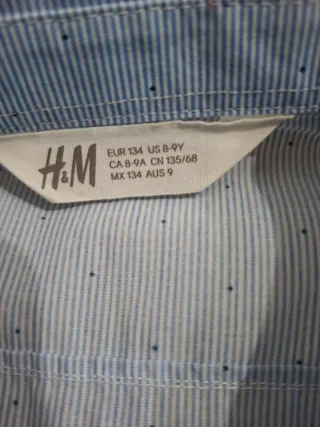 H&M
EUR 134 US 8-9Y
CA 8-9A CN 135/68
MX 134 AUS 9